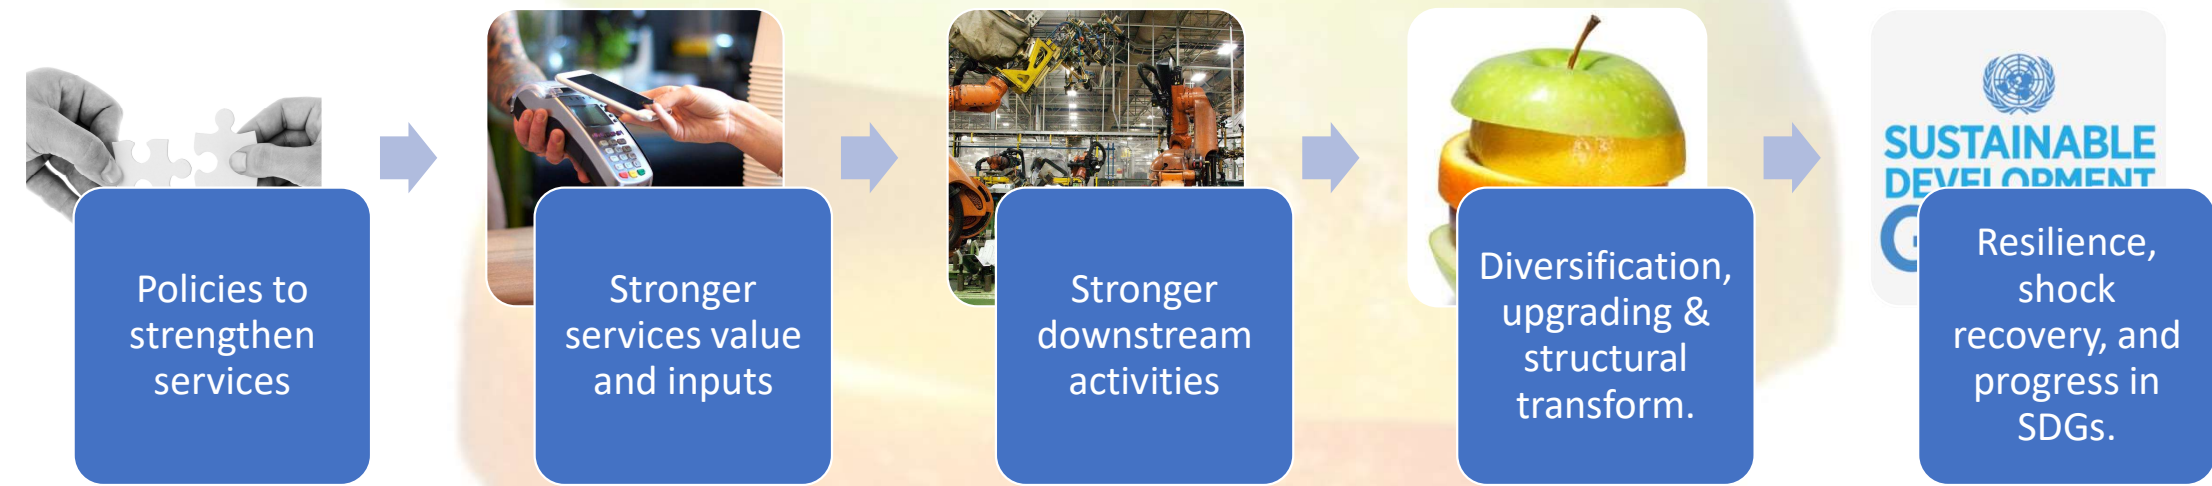 Policies to
strengthen
services
Stronger
services value
and inputs
Stronger
downstream
activities
Diversification,
upgrading &
structural
transform.
SUSTAINABLE
DEVELOPMENT
G
Resilience,
shock
recovery, and
progress in
SDGs.